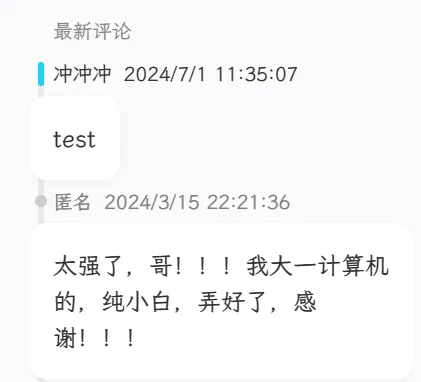 最新评论
冲冲冲 2024/7/1 11:35:07
test
匿名 2024/3/15 22:21:36
太强了，哥！！！我大一计算机
的，纯小白，弄好了，感
谢！！！